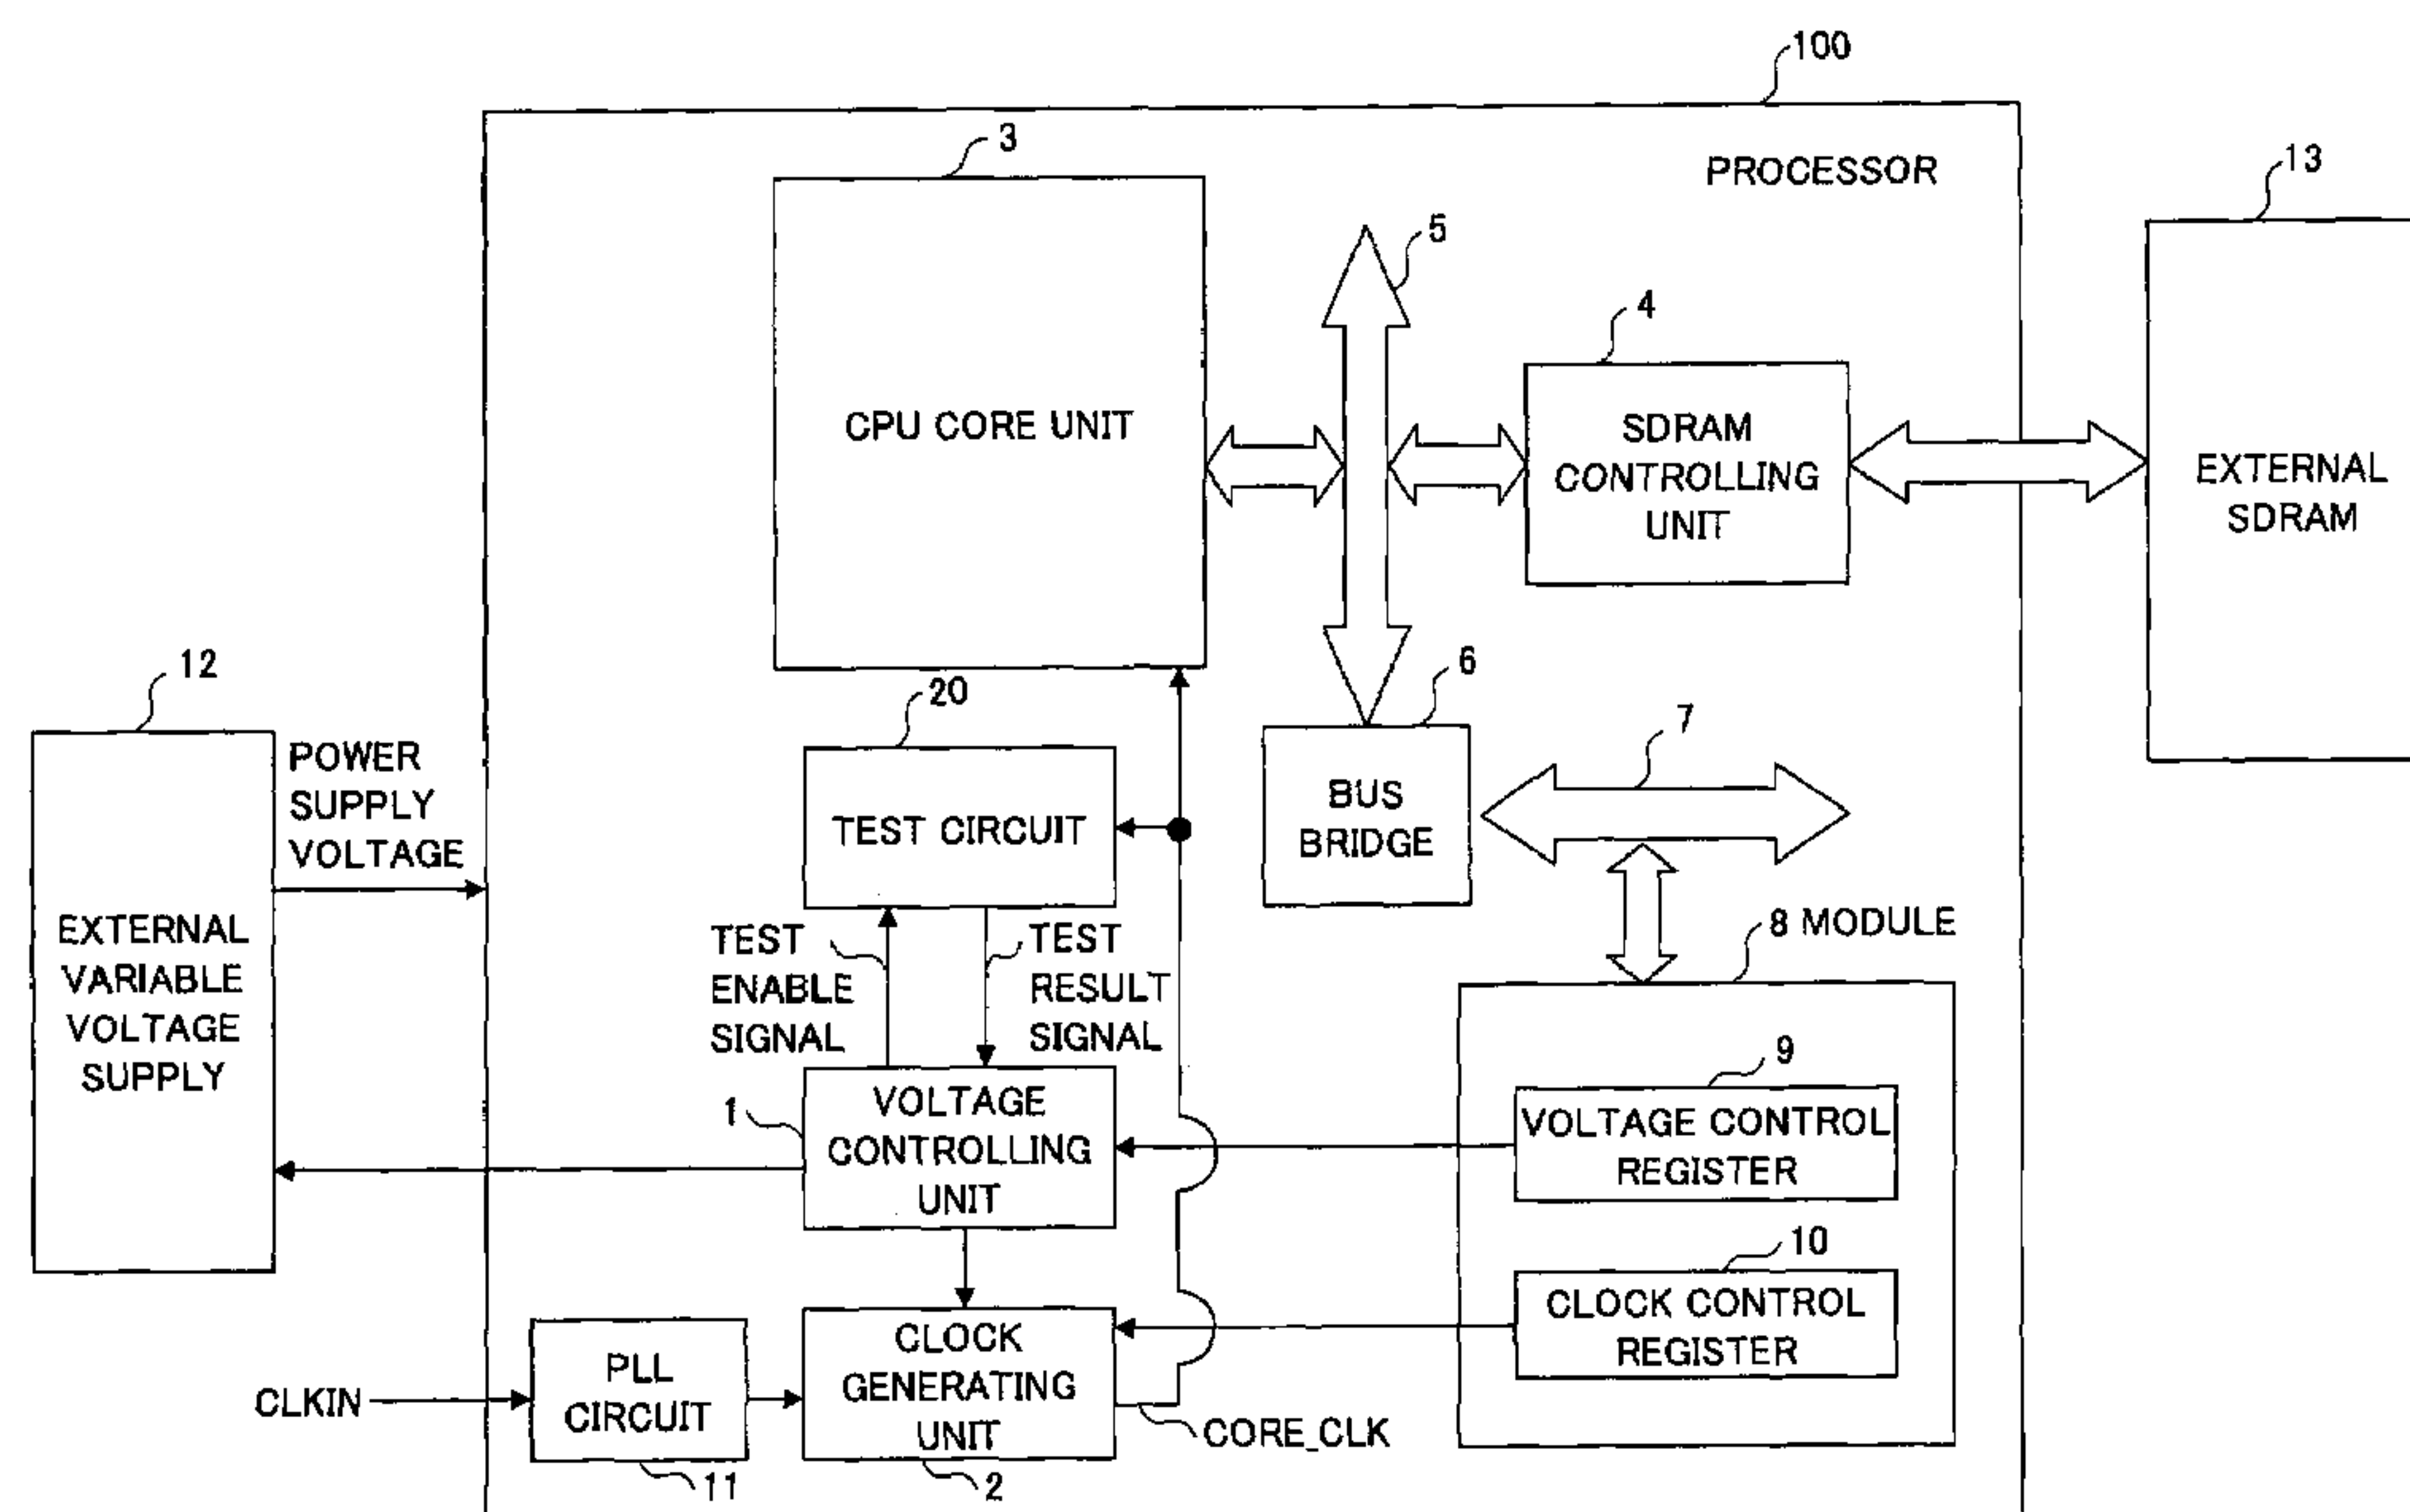 100
3
PROCESSOR
13
5
4
CPU CORE UNIT
SDRAM
CONTROLLING
UNIT
EXTERNAL
SDRAM
12
20
6
7
POWER
SUPPLY
VOLTAGE
TEST CIRCUIT
BUS
BRIDGE
EXTERNAL
VARIABLE
VOLTAGE
SUPPLY
TEST
ENABLE
SIGNAL
TEST
RESULT
SIGNAL
8 MODULE
1
VOLTAGE
CONTROLLING
UNIT
9
VOLTAGE CONTROL
REGISTER
10
CLOCK CONTROL
REGISTER
CLKIN
PLL
CIRCUIT
11
CLOCK
GENERATING
UNIT
2
CORE_CLK